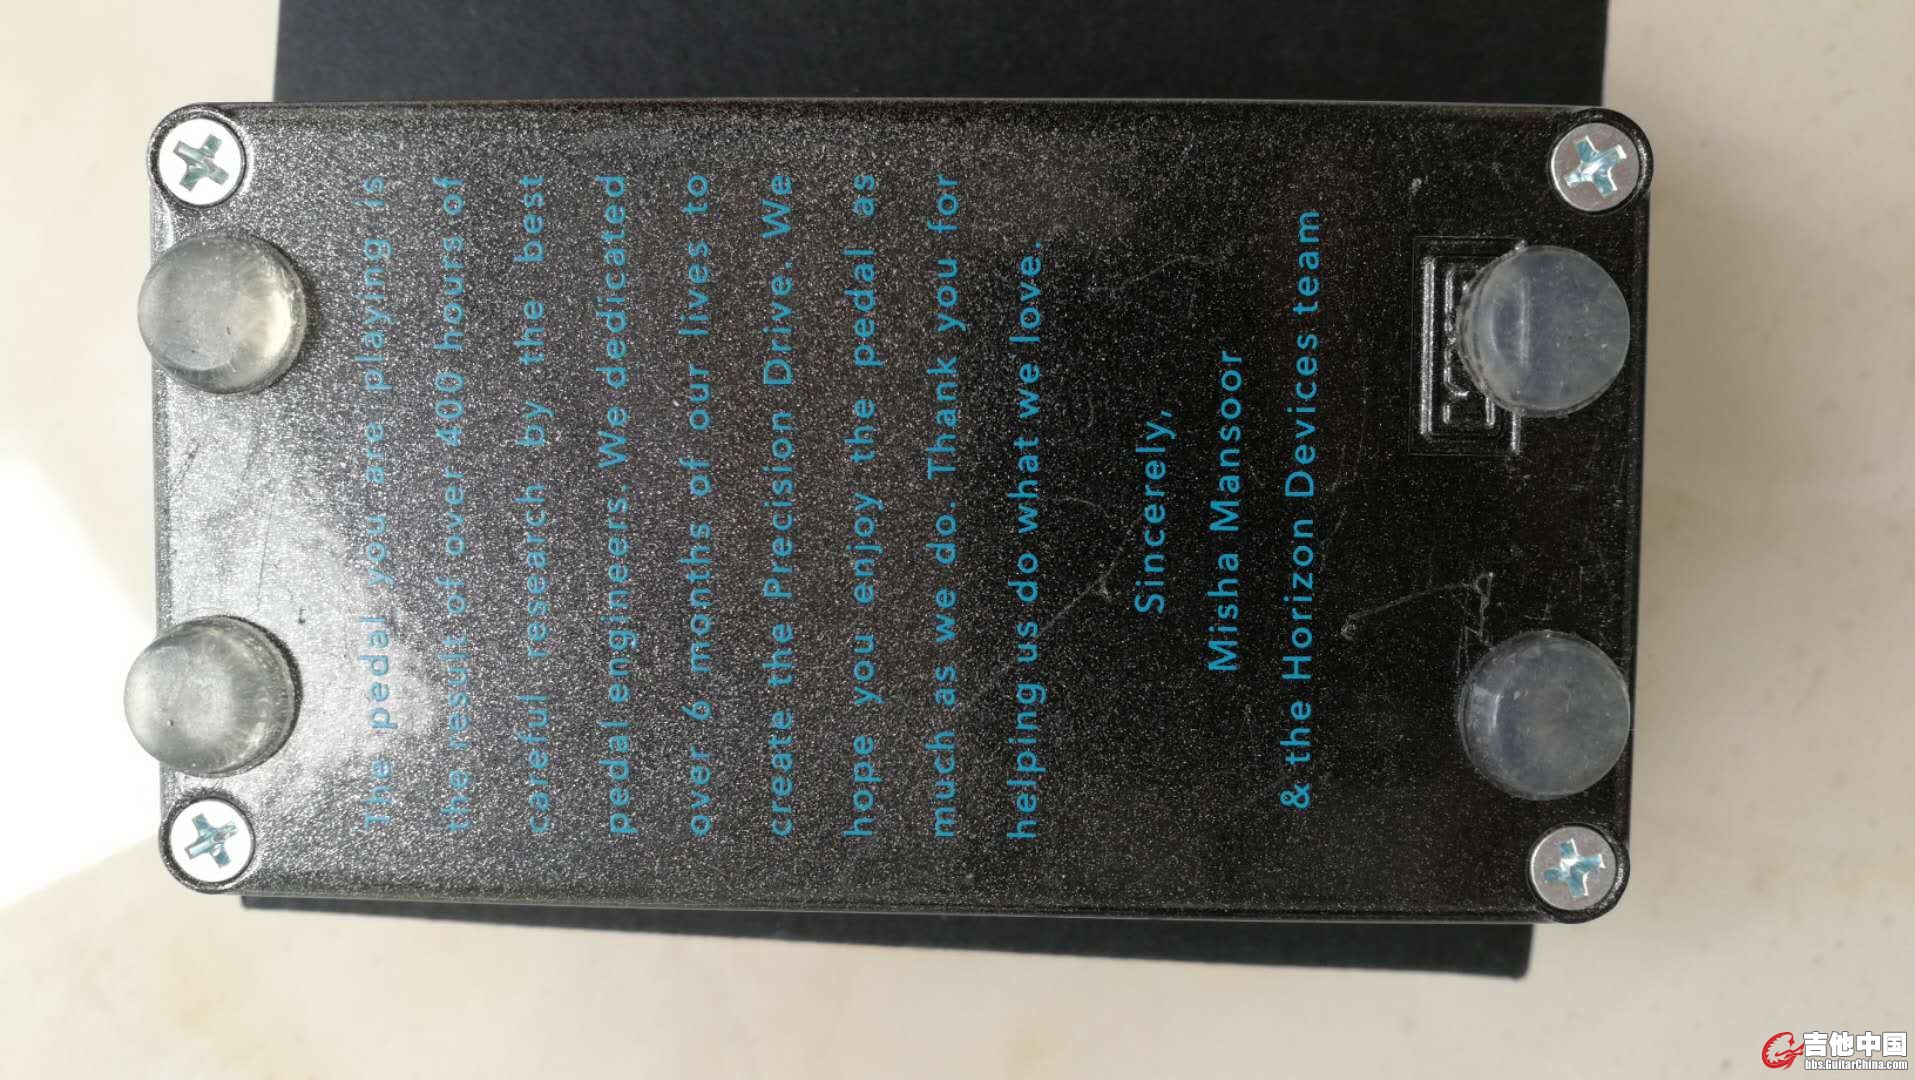 The pedal you are playing is
the result of over 400 hours of
careful research by the best
pedal engineers. We dedicated
over 6 months of our lives to
create the Precision Drive. We
hope you enjoy the pedal as
much as we do. Thank you for
helping us do what we love.
Sincerely,
Misha Mansoor
& the Horizon Devices team
吉他中国
bbs.GuitarChina.com